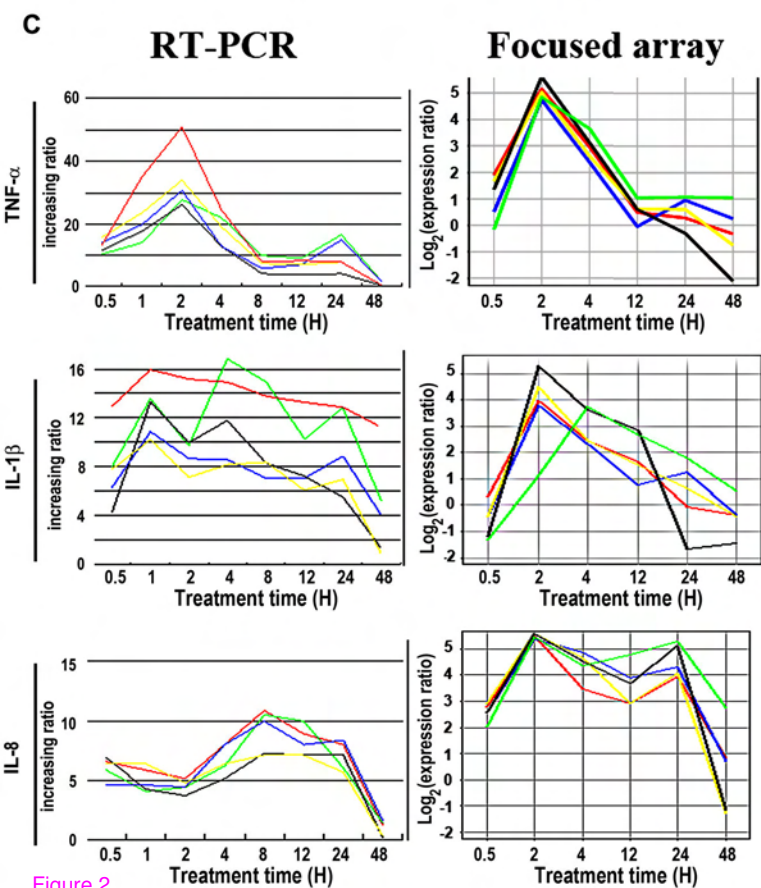 C
RT-PCR
Focused array
TNF-α
increasing ratio
60
40
20
0
0.5 1 2 4 8 12 24 48
Treatment time (H)
Log2(expression ratio)
5
4
3
2
1
0
-1
-2
0.5 2 4 12 24 48
Treatment time (H)
IL-1β
increasing ratio
16
12
8
4
0
0.5 1 2 4 8 12 24 48
Treatment time (H)
Log2(expression ratio)
5
4
3
2
1
0
-1
-2
0.5 2 4 12 24 48
Treatment time (H)
IL-8
increasing ratio
15
10
5
0
0.5 1 2 4 8 12 24 48
Treatment time (H)
Log2(expression ratio)
5
4
3
2
1
0
-1
-2
0.5 2 4 12 24 48
Treatment time (H)
Figure 2